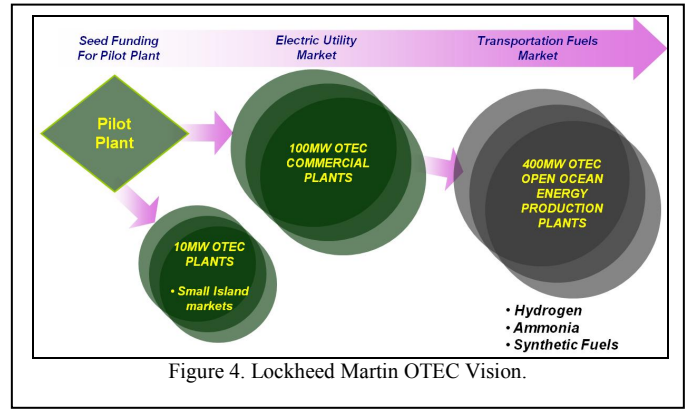 Seed Funding
For Pilot Plant
Electric Utility
Market
Transportation Fuels
Market
Pilot
Plant
100MW OTEC
COMMERCIAL
PLANTS
400MW OTEC
OPEN OCEAN
ENERGY
PRODUCTION
PLANTS
10MW OTEC
PLANTS
• Small Island
markets
• Hydrogen
• Ammonia
• Synthetic Fuels
Figure 4. Lockheed Martin OTEC Vision.